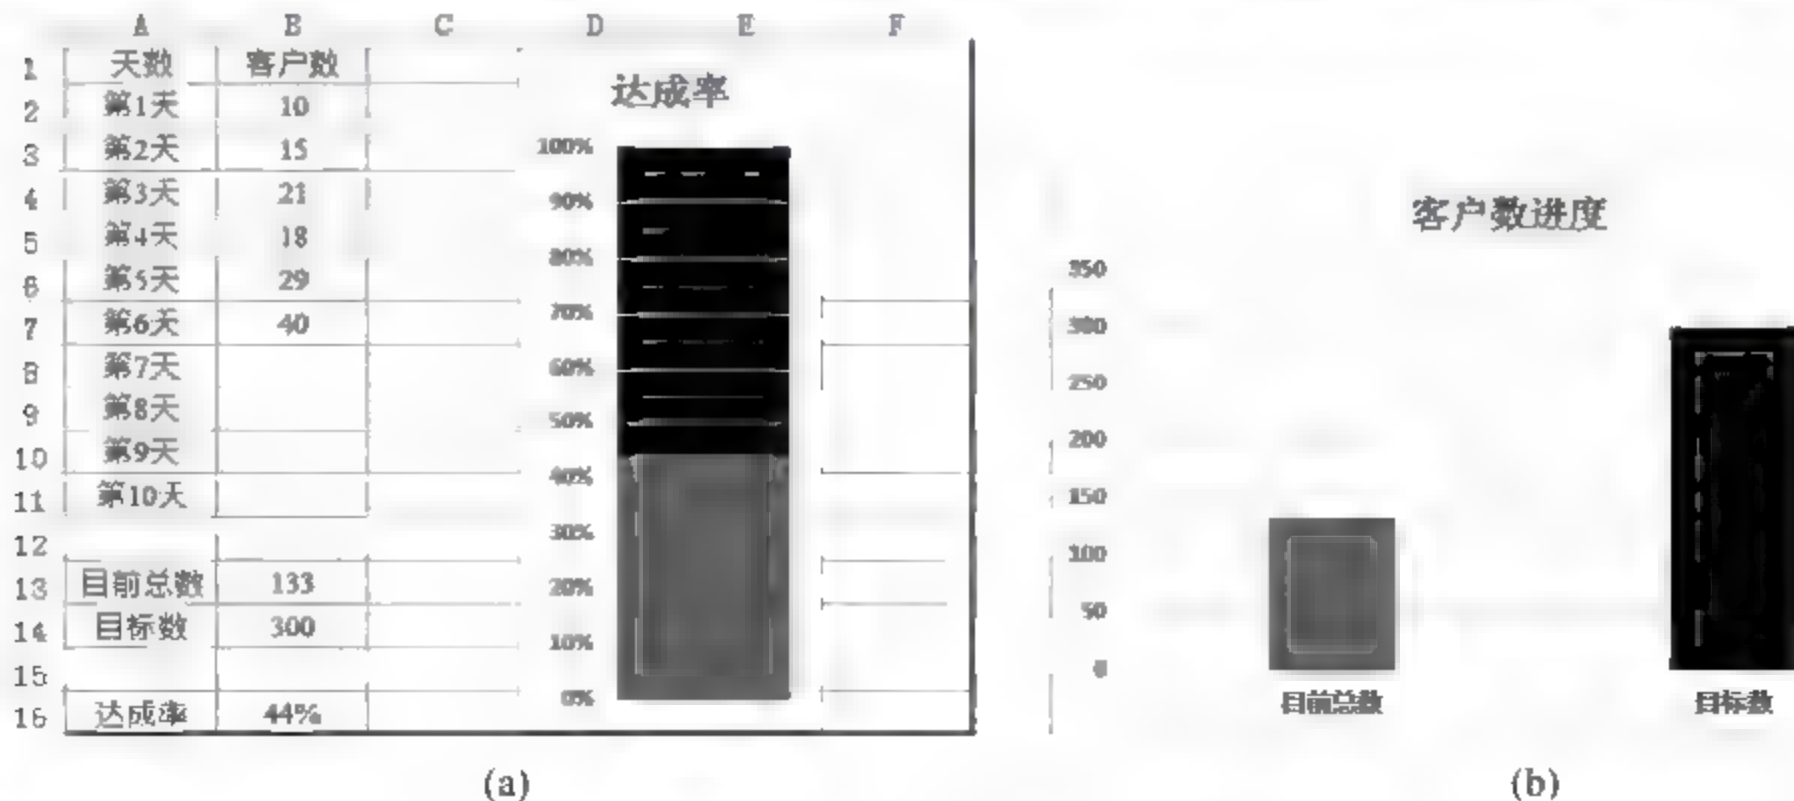 A B C D E F
1 天数 客户数
2 第1天 10
3 第2天 15
4 第3天 21
5 第4天 18
6 第5天 29
7 第6天 40
8 第7天
9 第8天
10 第9天
11 第10天
12
13 目前总数 133
14 目标数 300
15
16 达成率 44%
达成率
100%
90%
80%
70%
60%
50%
40%
30%
20%
10%
0%
(a)
客户数进度
350
300
250
200
150
100
50
0
目前总数 目标数
(b)